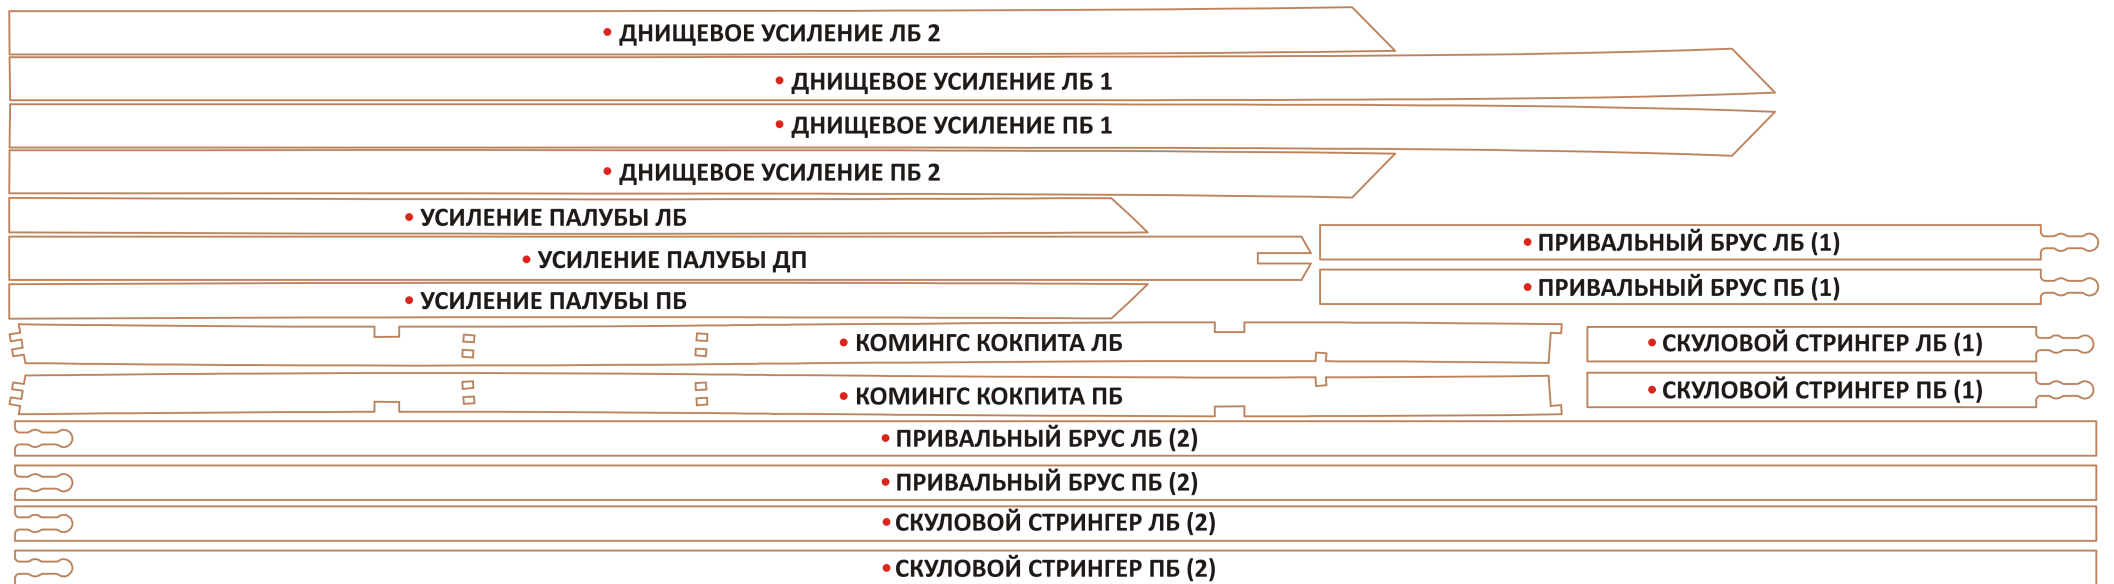 • ДНИЩЕВОЕ УСИЛЕНИЕ ЛБ 2
• ДНИЩЕВОЕ УСИЛЕНИЕ ЛБ 1
• ДНИЩЕВОЕ УСИЛЕНИЕ ПБ 1
• ДНИЩЕВОЕ УСИЛЕНИЕ ПБ 2
• УСИЛЕНИЕ ПАЛУБЫ ЛБ
• ПРИВАЛЬНЫЙ БРУС ЛБ (1)
• УСИЛЕНИЕ ПАЛУБЫ ДП
• ПРИВАЛЬНЫЙ БРУС ПБ (1)
• УСИЛЕНИЕ ПАЛУБЫ ПБ
• КОМИНГС КОКПИТА ЛБ
• СКУЛОВОЙ СТРИНГЕР ЛБ (1)
• КОМИНГС КОКПИТА ПБ
• СКУЛОВОЙ СТРИНГЕР ПБ (1)
• ПРИВАЛЬНЫЙ БРУС ЛБ (2)
• ПРИВАЛЬНЫЙ БРУС ПБ (2)
• СКУЛОВОЙ СТРИНГЕР ЛБ (2)
• СКУЛОВОЙ СТРИНГЕР ПБ (2)